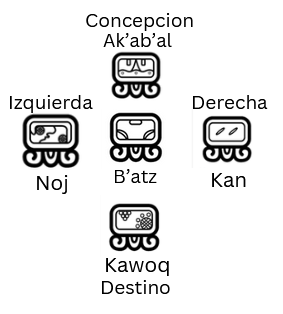 Concepcion
Ak’ab’al
Izquierda
Derecha
Noj
B’atz
Kan
Kawoq
Destino